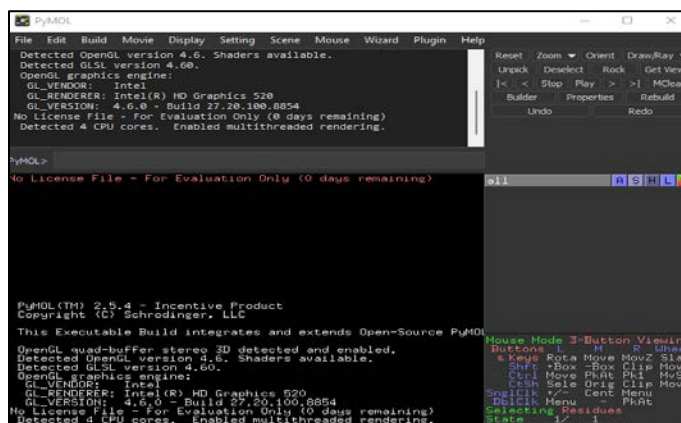 PyMOL
File Edit Build Movie Display Setting Scene Mouse Wizard Plugin Help
Detected OpenGL version 4.6. Shaders available.
Detected GLSL version 4.60.
OpenGL graphics engine:
GL_VENDOR: Intel
GL_RENDERER: Intel(R) HD Graphics 520
GL_VERSION: 4.6.0 - Build 27.20.100.8854
No License File - For Evaluation Only (0 days remaining)
Detected 4 CPU cores. Enabled multithreaded rendering.
Reset Zoom Orient Draw/Ray
Unpick Deselect Rock Get View
|< < Stop Play > >| MClea
Builder Properties Rebuild
Undo Redo
PyMOL>
No License File - For Evaluation Only (0 days remaining)
all A S H L
PyMOL(TM) 2.5.4 - Incentive Product
Copyright (C) Schrodinger, LLC
This Executable Build integrates and extends Open-Source PyMOL
OpenGL quad-buffer stereo 3D detected and enabled.
Detected OpenGL version 4.6. Shaders available.
Detected GLSL version 4.60.
OpenGL graphics engine:
GL_VENDOR: Intel
GL_RENDERER: Intel(R) HD Graphics 520
GL_VERSION: 4.6.0 - Build 27.20.100.8854
No License File - For Evaluation Only (0 days remaining)
Detected 4 CPU cores. Enabled multithreaded rendering.
Mouse Mode 3-Button Viewin
Buttons L M R Whee
& Keys Rota Move MovZ Sla
Shft +Box -Box Clip Mov
Ctrl Move PkAt Pk1 MvS
CtSh Sele Orig Clip Mov
SnglClk +/- Cent Menu
DblClk Menu - PkAt
Selecting Residues
State 1/ 1